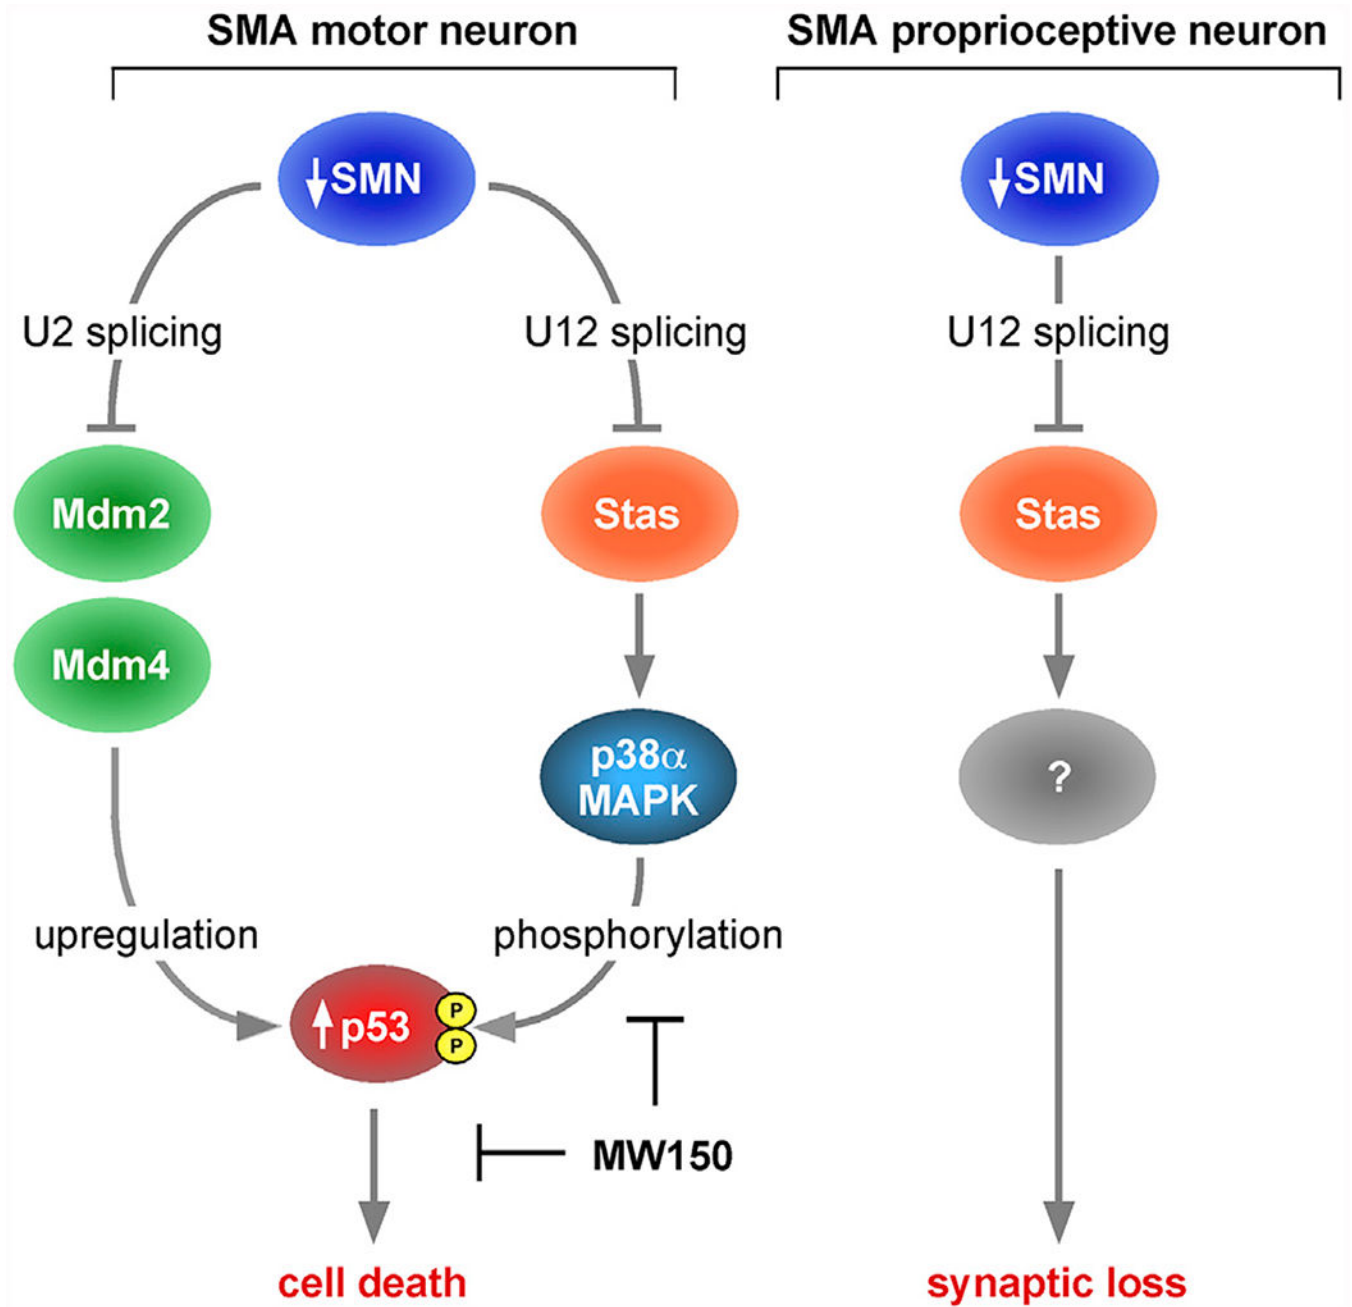 SMA motor neuron
SMA proprioceptive neuron
↓SMN
↓SMN
U2 splicing
U12 splicing
U12 splicing
Mdm2
Stas
Stas
Mdm4
p38α
MAPK
?
upregulation
phosphorylation
↑p53
P
P
MW150
cell death
synaptic loss